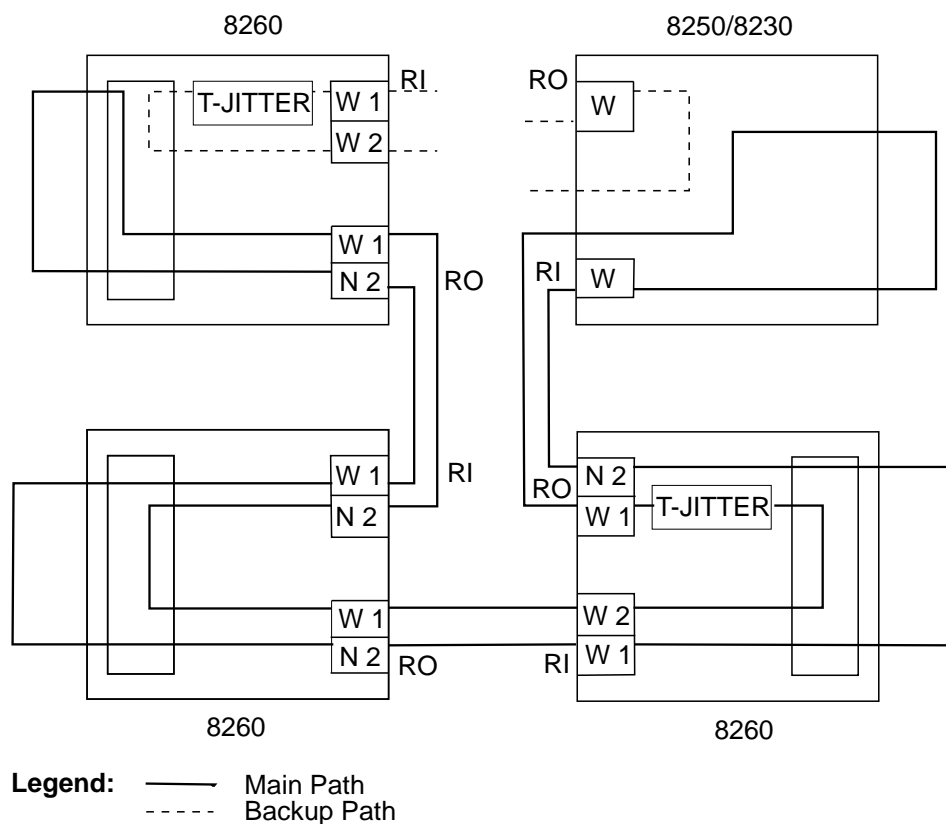 8260
8250/8230
T-JITTER
W 1
RI
W 2
W 1
N 2
RO
RO
W
RI
W
W 1
N 2
RI
W 1
N 2
RO
N 2
RO
W 1
T-JITTER
W 2
RI
W 1
8260
8260
Legend:
Main Path
Backup Path